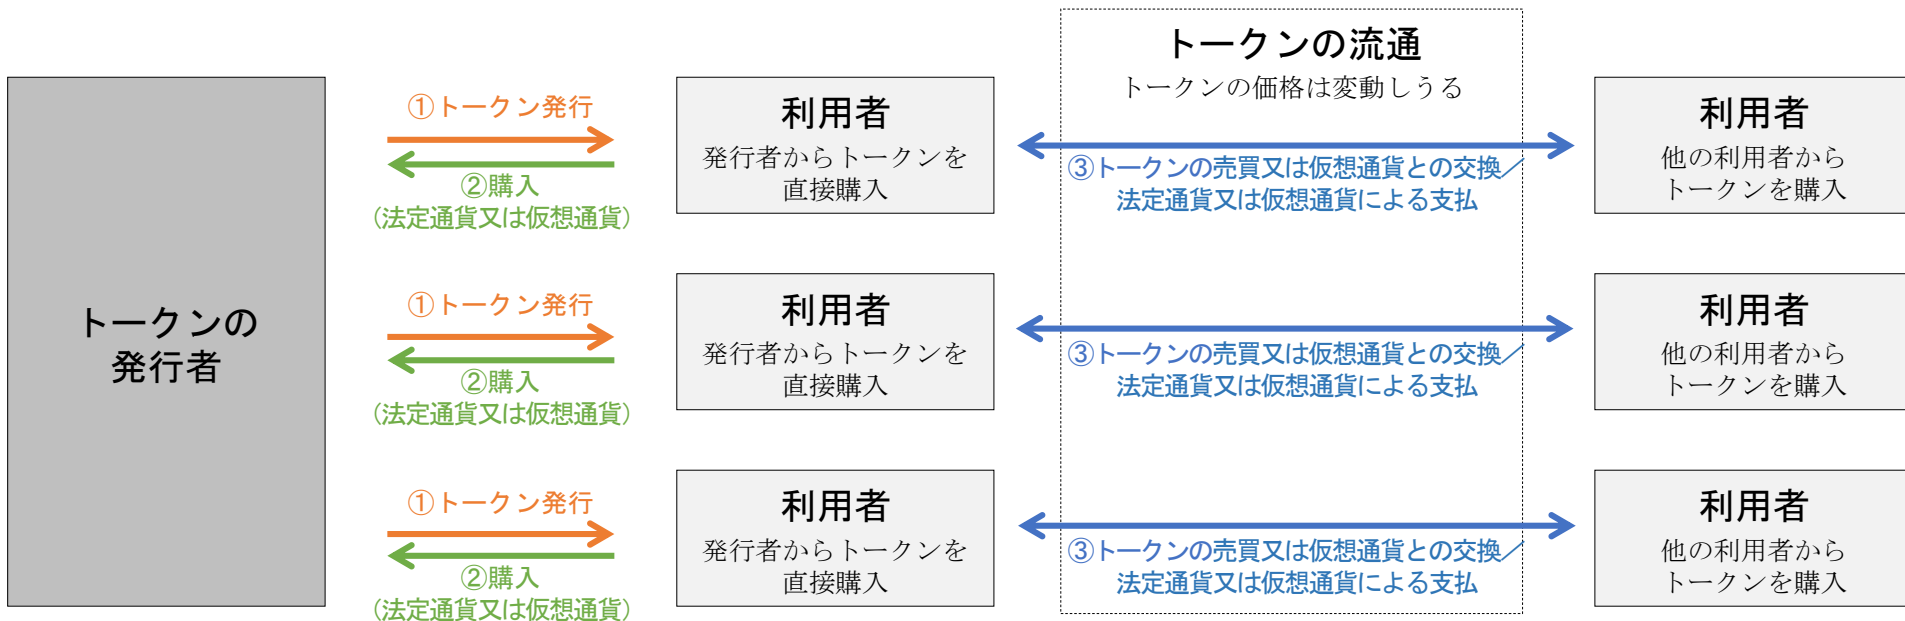 トークンの
発行者
①トークン発行
②購入
(法定通貨又は仮想通貨)
利用者
発行者からトークンを
直接購入
トークンの流通
トークンの価格は変動しうる
③トークンの売買又は仮想通貨との交換／
法定通貨又は仮想通貨による支払
利用者
他の利用者から
トークンを購入
①トークン発行
②購入
(法定通貨又は仮想通貨)
利用者
発行者からトークンを
直接購入
③トークンの売買又は仮想通貨との交換／
法定通貨又は仮想通貨による支払
利用者
他の利用者から
トークンを購入
①トークン発行
②購入
(法定通貨又は仮想通貨)
利用者
発行者からトークンを
直接購入
③トークンの売買又は仮想通貨との交換／
法定通貨又は仮想通貨による支払
利用者
他の利用者から
トークンを購入